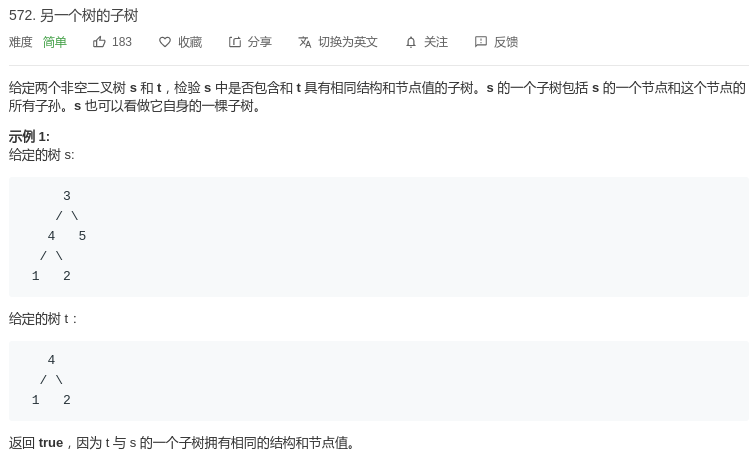 572. 另一个树的子树
难度 简单 183 收藏 分享 切换为英文 关注 反馈
给定两个非空二叉树 s 和 t，检验 s 中是否包含和 t 具有相同结构和节点值的子树。s 的一个子树包括 s 的一个节点和这个节点的
所有子孙。s 也可以看做它自身的一棵子树。
示例 1:
给定的树 s:
3
/ \
4 5
/ \
1 2
给定的树 t：
4
/ \
1 2
返回 true，因为 t 与 s 的一个子树拥有相同的结构和节点值。